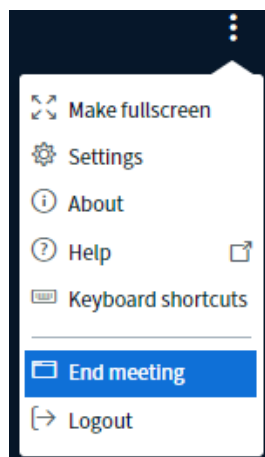 Make fullscreen
Settings
About
Help
Keyboard shortcuts
End meeting
Logout